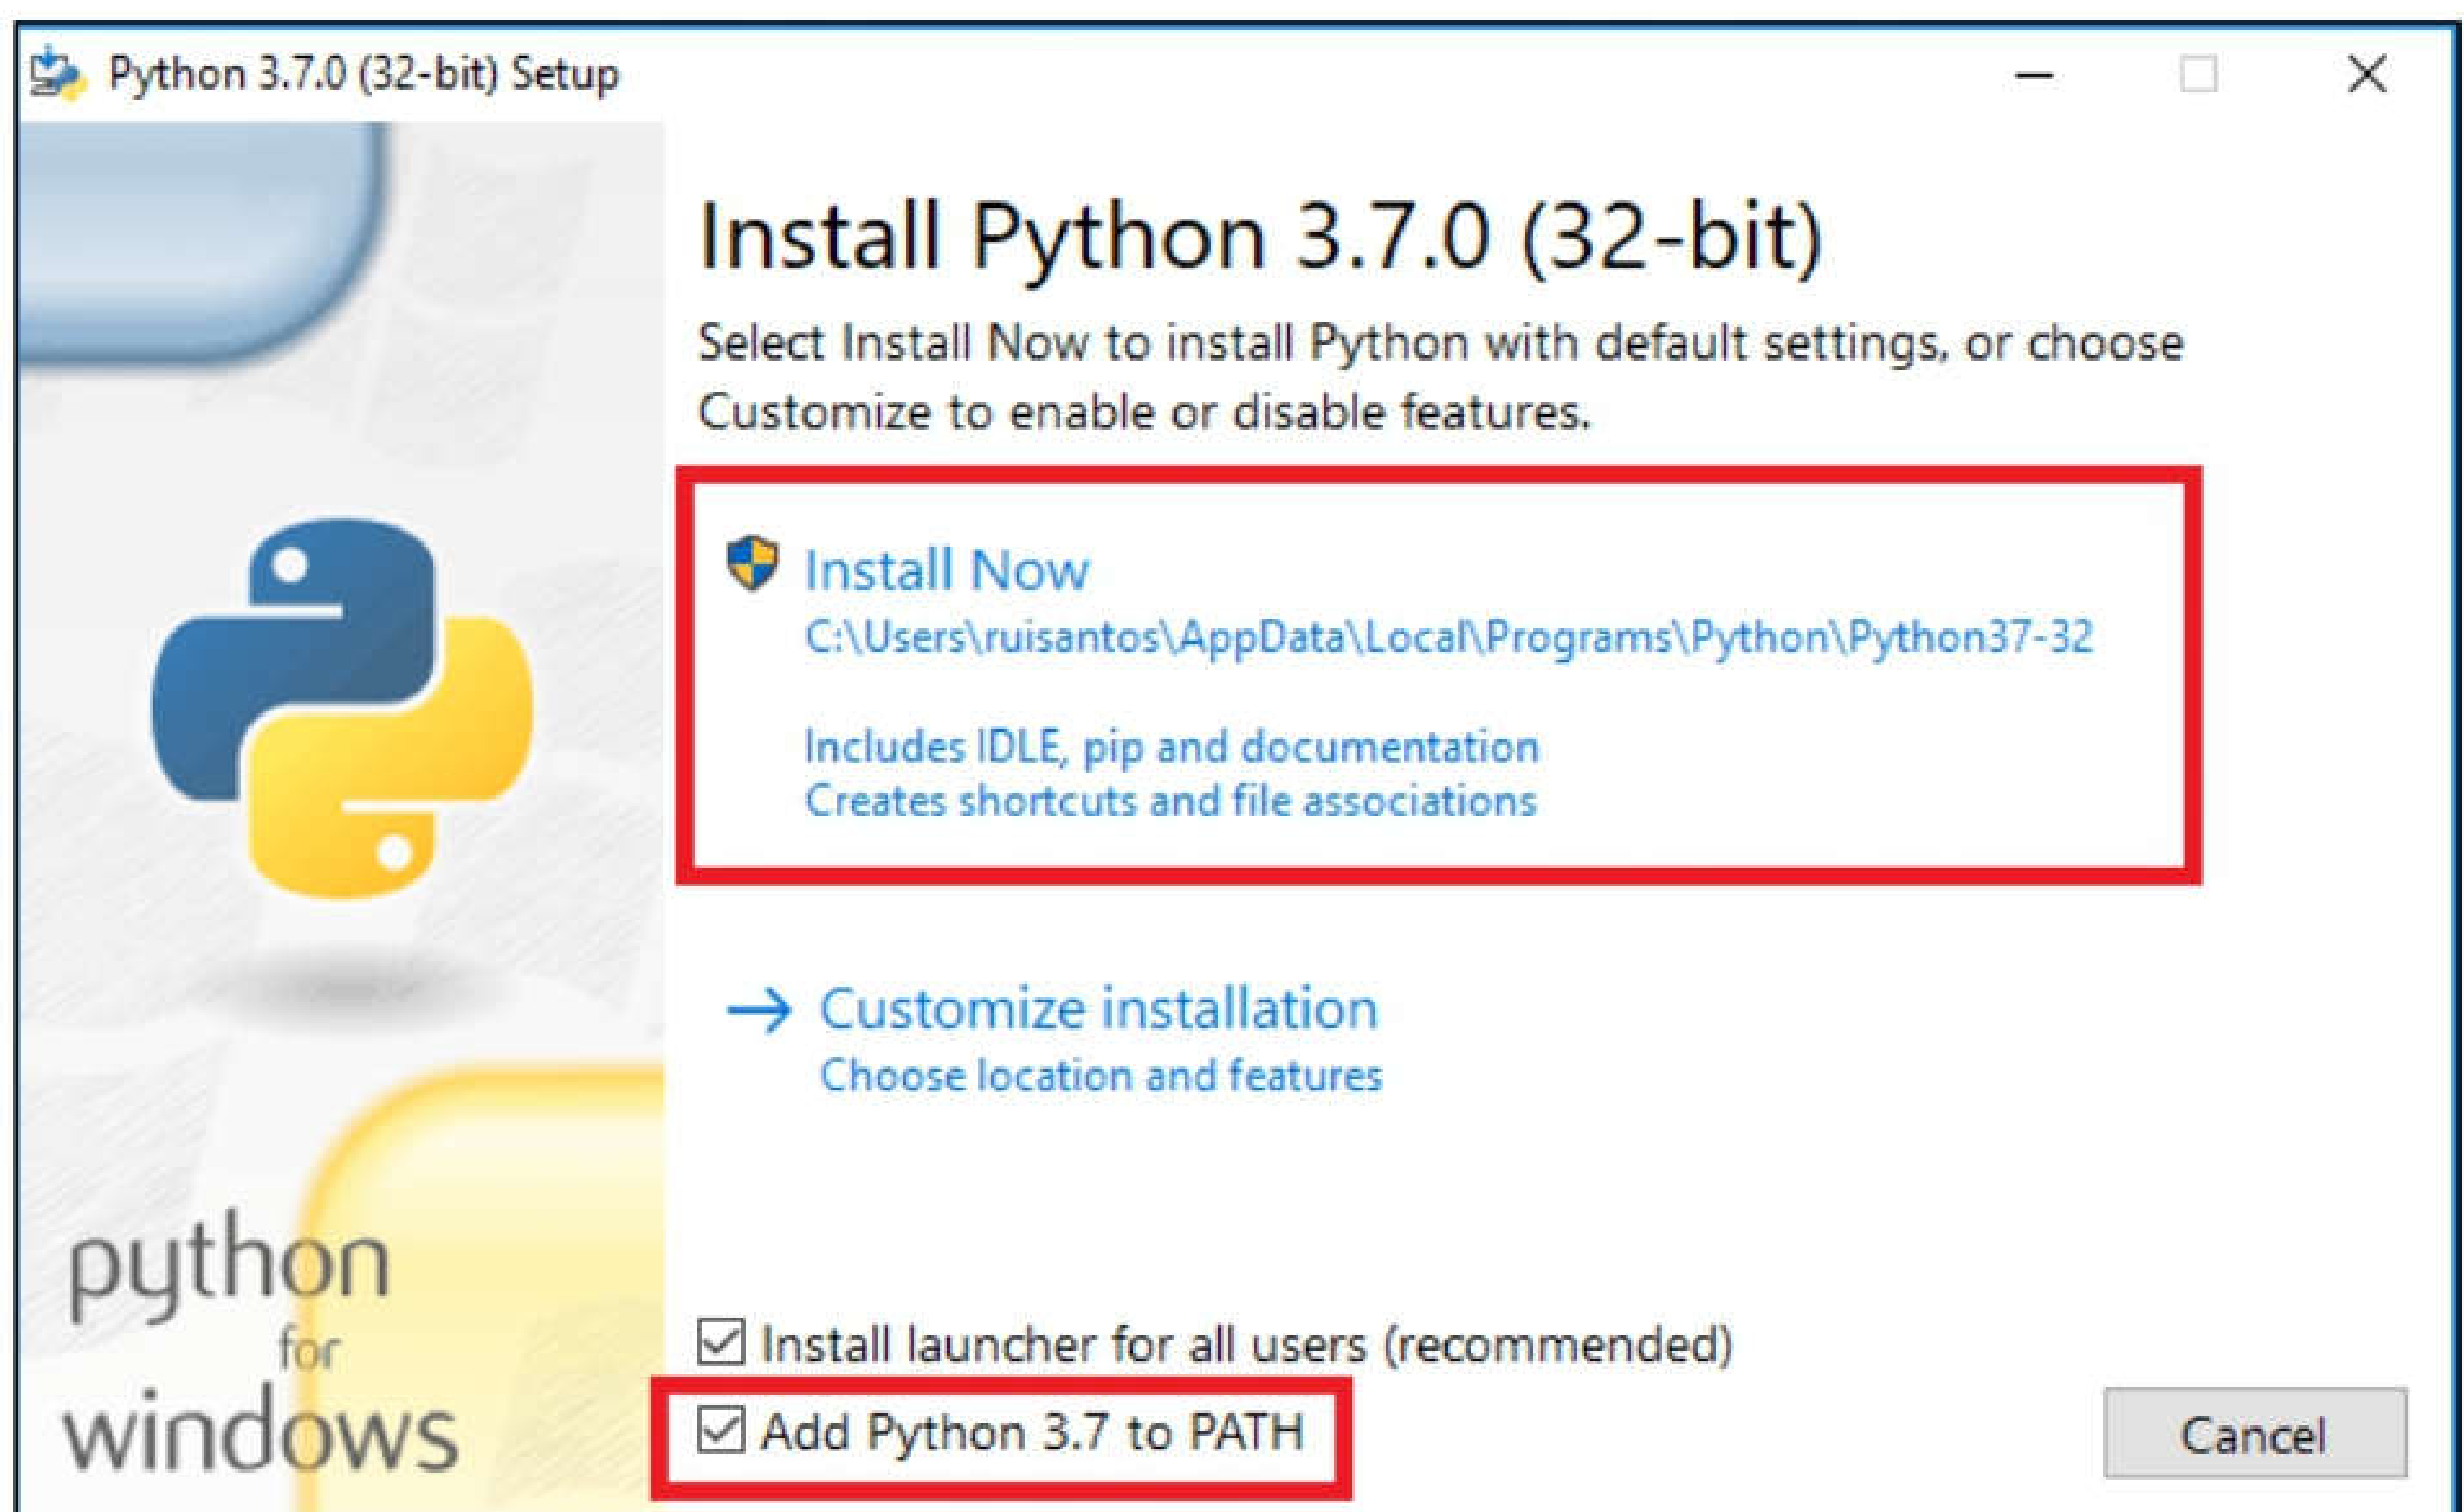 Python 3.7.0 (32-bit) Setup
Install Python 3.7.0 (32-bit)
Select Install Now to install Python with default settings, or choose
Customize to enable or disable features.
Install Now
C:\Users\ruisantos\AppData\Local\Programs\Python\Python37-32
Includes IDLE, pip and documentation
Creates shortcuts and file associations
Customize installation
Choose location and features
python
for
windows
Install launcher for all users (recommended)
Add Python 3.7 to PATH
Cancel